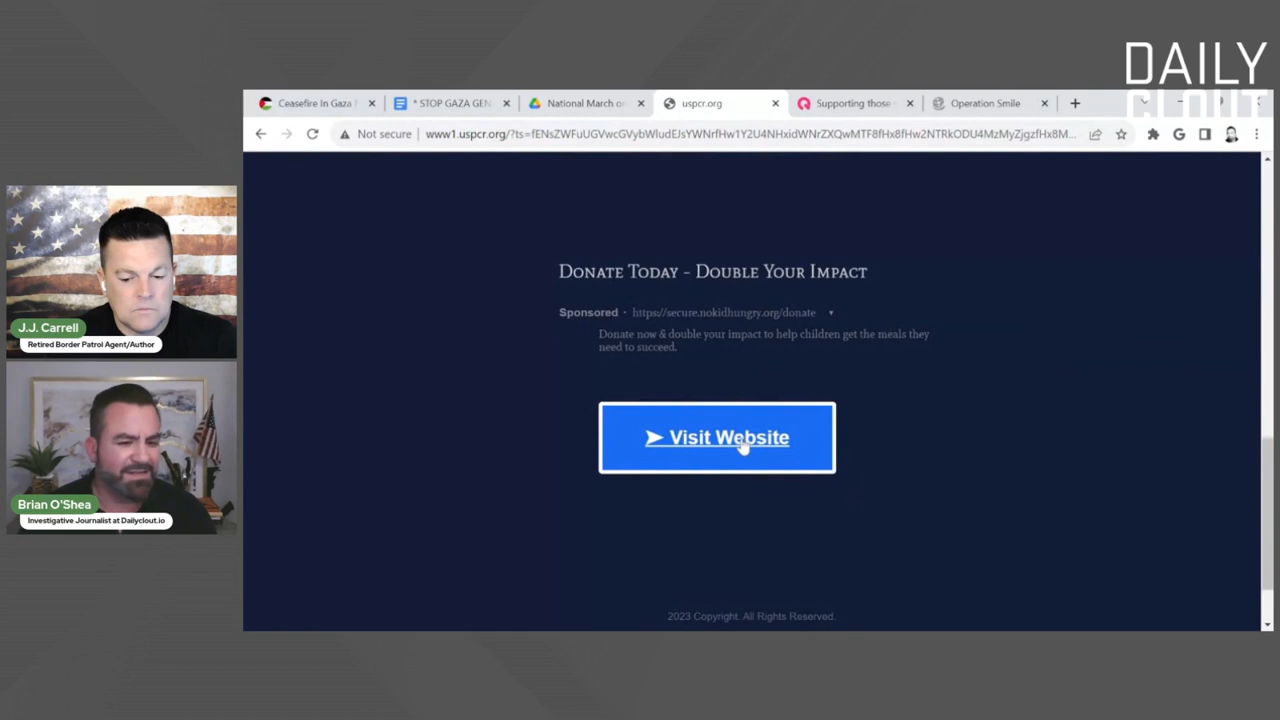 DAILY
CLOUT
Ceasefire In Gaza
* STOP GAZA GEN
National March on
uspcr.org
Supporting those
Operation Smile
Not secure
www1.uspcr.org/?ts=
Donate Today - Double Your Impact
Sponsored · https://secure.nokidhungry.org/donate
Donate now & double your impact to help children get the meals they
need to succeed.
➤ Visit Website
2023 Copyright. All Rights Reserved.
J.J. Carrell
Retired Border Patrol Agent/Author
Brian O'Shea
Investigative Journalist at Dailyclout.io